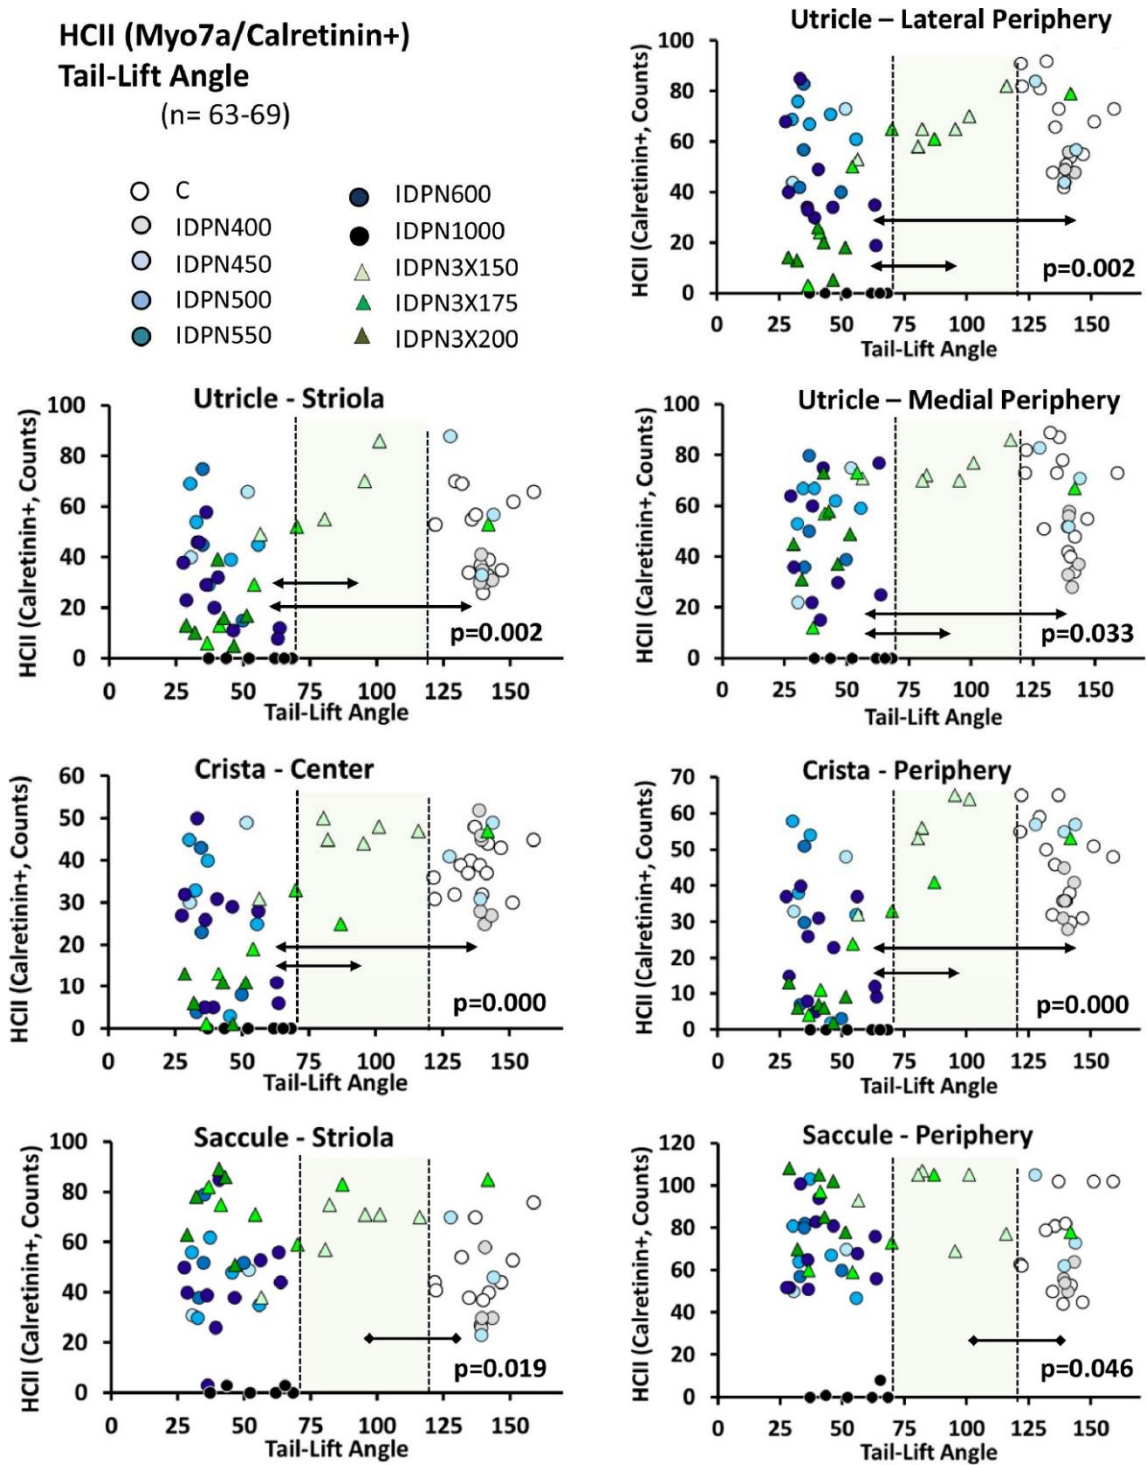 HCII (Myo7a/Calretinin+)
Tail-Lift Angle
(n= 63-69)
C
IDPN400
IDPN450
IDPN500
IDPN550
IDPN600
IDPN1000
IDPN3X150
IDPN3X175
IDPN3X200
Utricle – Lateral Periphery
HCII (Calretinin+, Counts)
100
80
60
40
20
0
p=0.002
0 25 50 75 100 125 150
Tail-Lift Angle
Utricle - Striola
HCII (Calretinin+, Counts)
100
80
60
40
20
0
p=0.002
0 25 50 75 100 125 150
Tail-Lift Angle
Utricle – Medial Periphery
HCII (Calretinin+, Counts)
100
80
60
40
20
0
p=0.033
0 25 50 75 100 125 150
Tail-Lift Angle
Crista - Center
HCII (Calretinin+, Counts)
60
50
40
30
20
10
0
p=0.000
0 25 50 75 100 125 150
Tail-Lift Angle
Crista - Periphery
HCII (Calretinin+, Counts)
70
60
50
40
30
20
10
0
p=0.000
0 25 50 75 100 125 150
Tail-Lift Angle
Saccule - Striola
HCII (Calretinin+, Counts)
100
80
60
40
20
0
p=0.019
0 25 50 75 100 125 150
Tail-Lift Angle
Saccule - Periphery
HCII (Calretinin+, Counts)
120
100
80
60
40
20
0
p=0.046
0 25 50 75 100 125 150
Tail-Lift Angle